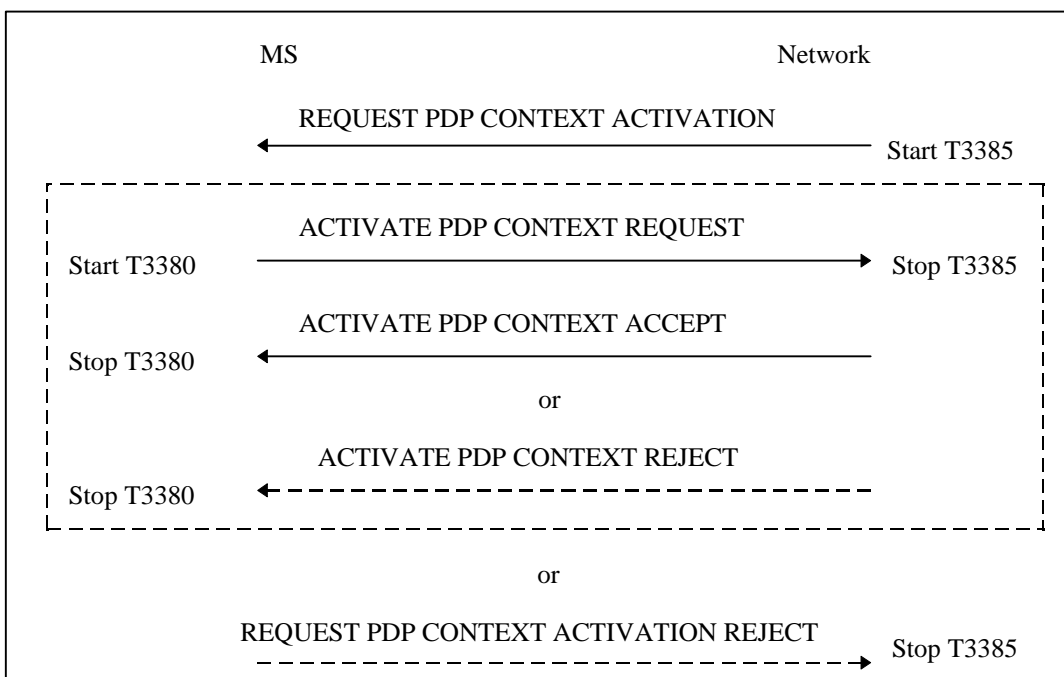 MS Network
REQUEST PDP CONTEXT ACTIVATION
Start T3385
ACTIVATE PDP CONTEXT REQUEST
Start T3380 Stop T3385
ACTIVATE PDP CONTEXT ACCEPT
Stop T3380
or
ACTIVATE PDP CONTEXT REJECT
Stop T3380
or
REQUEST PDP CONTEXT ACTIVATION REJECT
Stop T3385